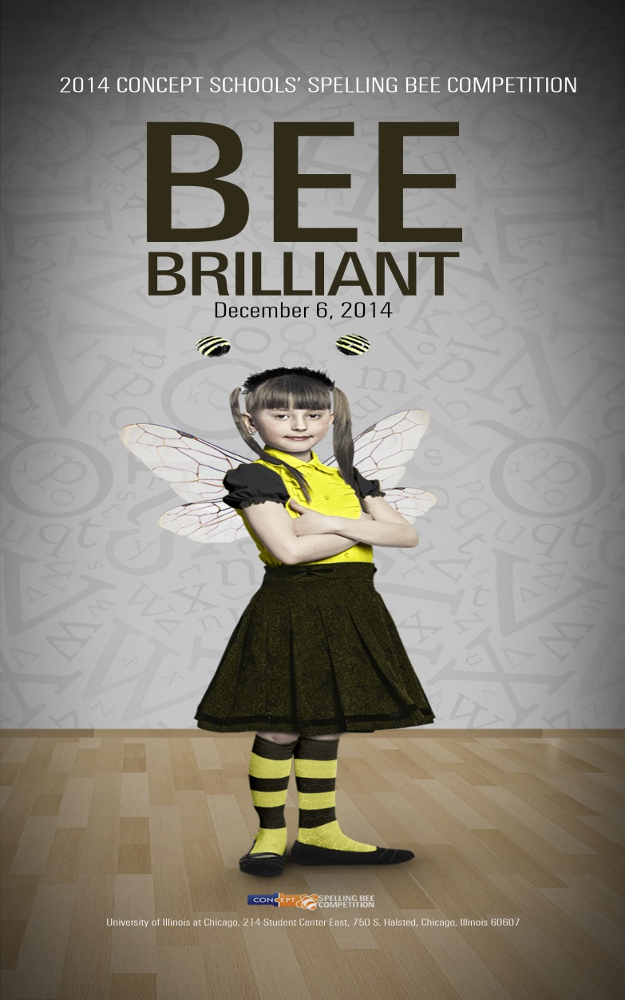 2014 CONCEPT SCHOOLS' SPELLING BEE COMPETITION
BEE
BRILLIANT
December 6, 2014
CONCEPT SPELLING BEE
COMPETITION
University of Illinois at Chicago, 214 Student Center East, 750 S. Halsted, Chicago, Illinois 60607